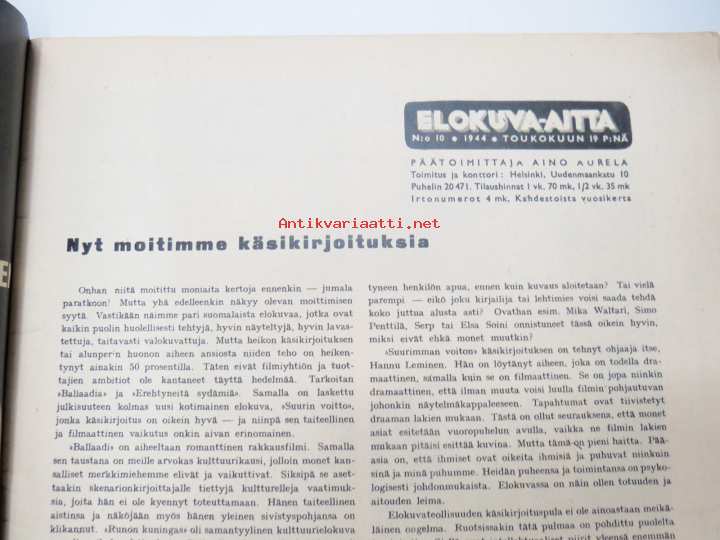 ELOKUVA-AITTA
N:o 10 • 1944 • TOUKOKUUN 19 P:NÄ
PÄÄTOIMITTAJA AINO AURELA
Toimitus ja konttori: Helsinki, Uudenmaankatu 10
Puhelin 20 471. Tilaushinnat 1 vk. 70 mk, 1/2 vk. 35 mk
Irtonumerot 4 mk. Kahdestoista vuosikerta
Antikvariaatti.net
Nyt moitimme käsikirjoituksia
Onhan niitä moitittu moniaita kertoja ennenkin — jumala
paratkoon! Mutta yhä edelleenkin näkyy olevan moittimisen
syytä. Vastikään näimme pari suomalaista elokuvaa, jotka ovat
kaikin puolin huolellisesti tehtyjä, hyvin näyteltyjä, hyvin lavas-
tettuja, taitavasti valokuvattuja. Mutta heikon käsikirjoituksen
tai alunperin huonon aiheen ansiosta niiden teho on heiken-
tynyt ainakin 50 prosentilla. Täten eivät filmiyhtiön ja tuot-
tajien ambitiot ole kantaneet täyttä hedelmää. Tarkoitan
»Ballaadia» ja »Erehtyneitä sydämiä». Samalla on laskettu
julkisuuteen kolmas uusi kotimainen elokuva, »Suurin voitto»,
jonka käsikirjoitus on oikein hyvä — ja niinpä sen taiteellinen
ja filmaattinen vaikutus onkin aivan erinomainen.
»Ballaadi» on aiheeltaan romanttinen rakkausfilmi. Samalla
sen taustana on meille arvokas kulttuurikausi, jolloin monet kan-
salliset merkkimiehemme elivät ja vaikuttivat. Siksipä se aset-
taakin skenarionkirjoittajalle tiettyjä kulttuurelleja vaatimuk-
sia, joita hän ei ole kyennyt toteuttamaan. Hänen taiteellinen
aistinsa ja näköjään myös hänen yleinen sivistyspohjansa on
klikannut. »Runon kuningas» oli samantyylinen kulttuurielokuva
tyneen henkilön apua, ennen kuin kuvaus aloitetaan? Tai vielä
parempi — eikö joku kirjailija tai lehtimies voisi saada tehdä
koko juttua alusta asti? Ovathan esim. Mika Waltari, Simo
Penttilä, Serp tai Elsa Soini onnistuneet tässä oikein hyvin,
miksi eivät ehkä monet muutkin?
»Suurimman voiton» käsikirjoituksen on tehnyt ohjaaja itse,
Hannu Leminen. Hän on löytänyt aiheen, joka on todella dra-
maattinen, samalla kuin se on filmaattinen. Se on jopa niinkin
dramaattinen, että ilman muuta voisi luulla filmin pohjautuvan
johonkin näytelmäkappaleeseen. Tapahtumat ovat tiivistetyt
draaman lakien mukaan. Tästä on ollut seurauksena, että monet
asiat esitetään vuoropuhelun avulla, vaikka ne filmin lakien
mukaan pitäisi esittää kuvina. Mutta tämä on pieni haitta. Pää-
asia on, että ihmiset ovat oikeita ihmisiä ja puhuvat niinkuin
sinä ja minä puhumme. Heidän puheensa ja toimintansa on psyko-
logisesti johdonmukaista. Elokuvassa on näin ollen totuuden ja
aitouden leima.
Elokuvateollisuuden käsikirjoituspula ei ole ainoastaan meikä-
läinen ongelma. Ruotsissakin tätä pulmaa on pohdittu puolelta